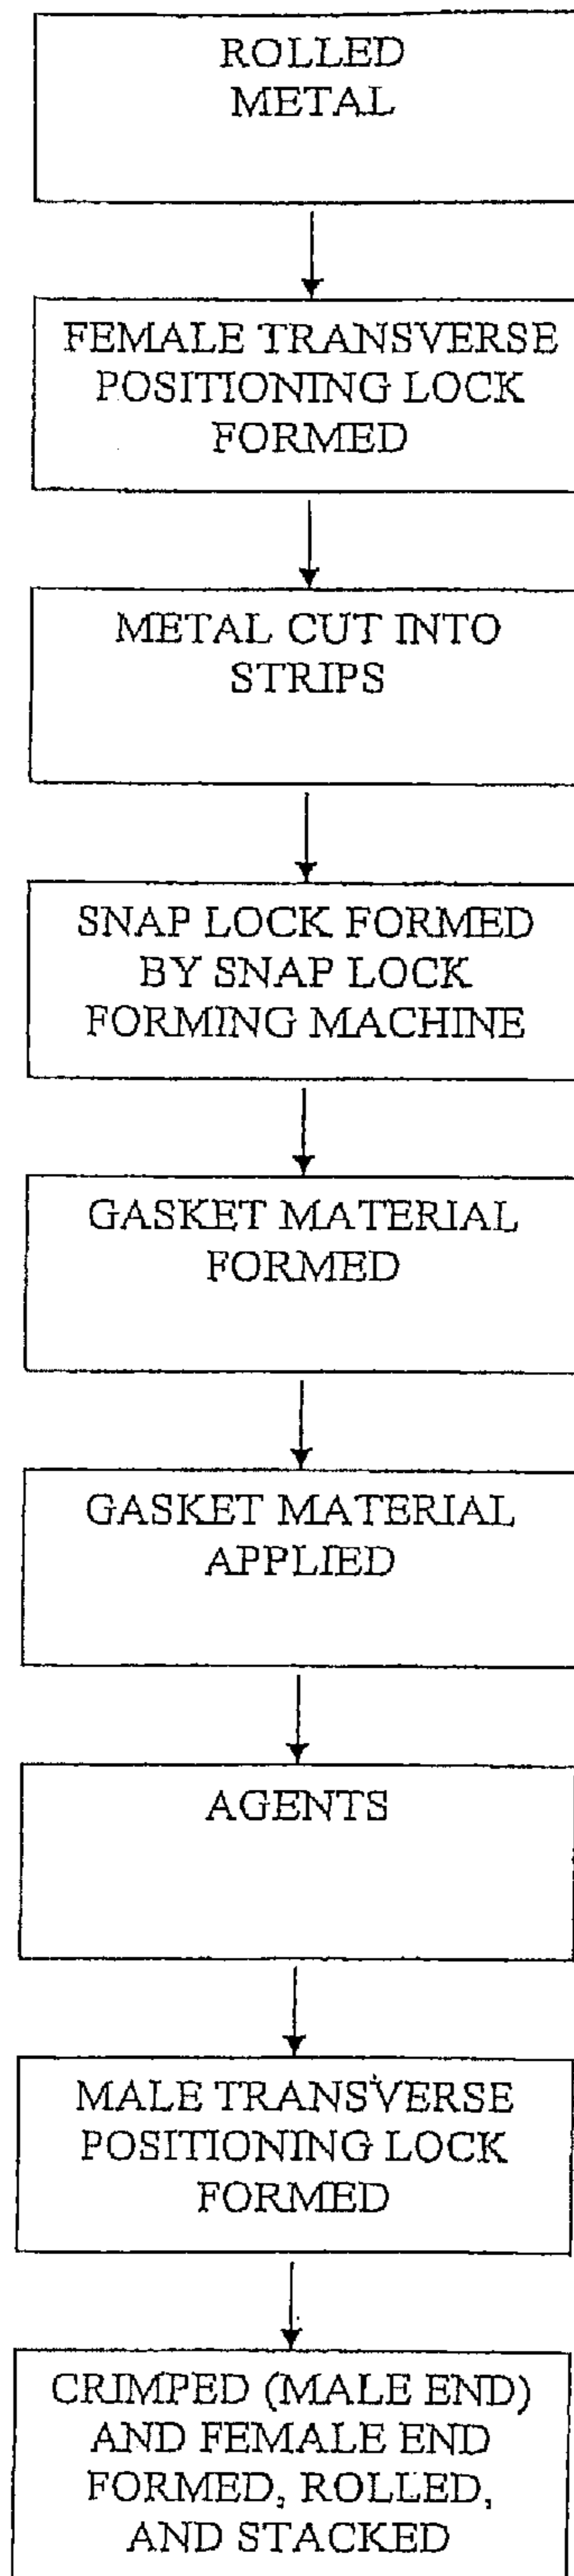 ROLLED
METAL
FEMALE TRANSVERSE
POSITIONING LOCK
FORMED
METAL CUT INTO
STRIPS
SNAP LOCK FORMED
BY SNAP LOCK
FORMING MACHINE
GASKET MATERIAL
FORMED
GASKET MATERIAL
APPLIED
AGENTS
MALE TRANSVERSE
POSITIONING LOCK
FORMED
CRIMPED (MALE END)
AND FEMALE END
FORMED, ROLLED,
AND STACKED